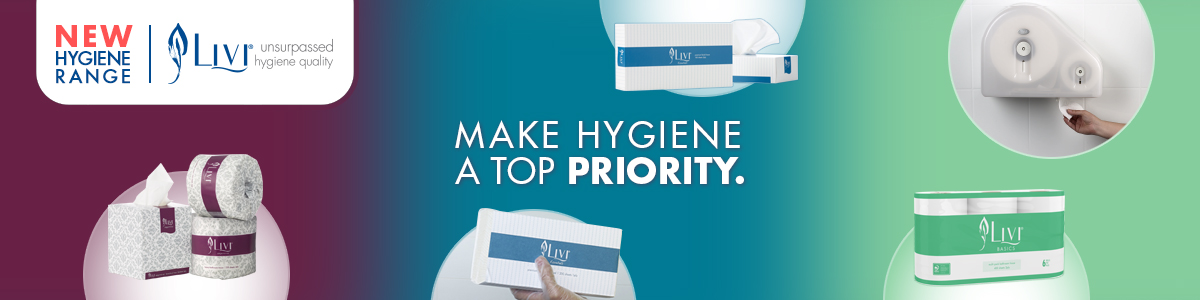 NEW
HYGIENE
RANGE
LIVI®
unsurpassed
hygiene quality
MAKE HYGIENE
A TOP PRIORITY.
LIVI
LIVI
LIVI
LIVI
LIVI
BASICS